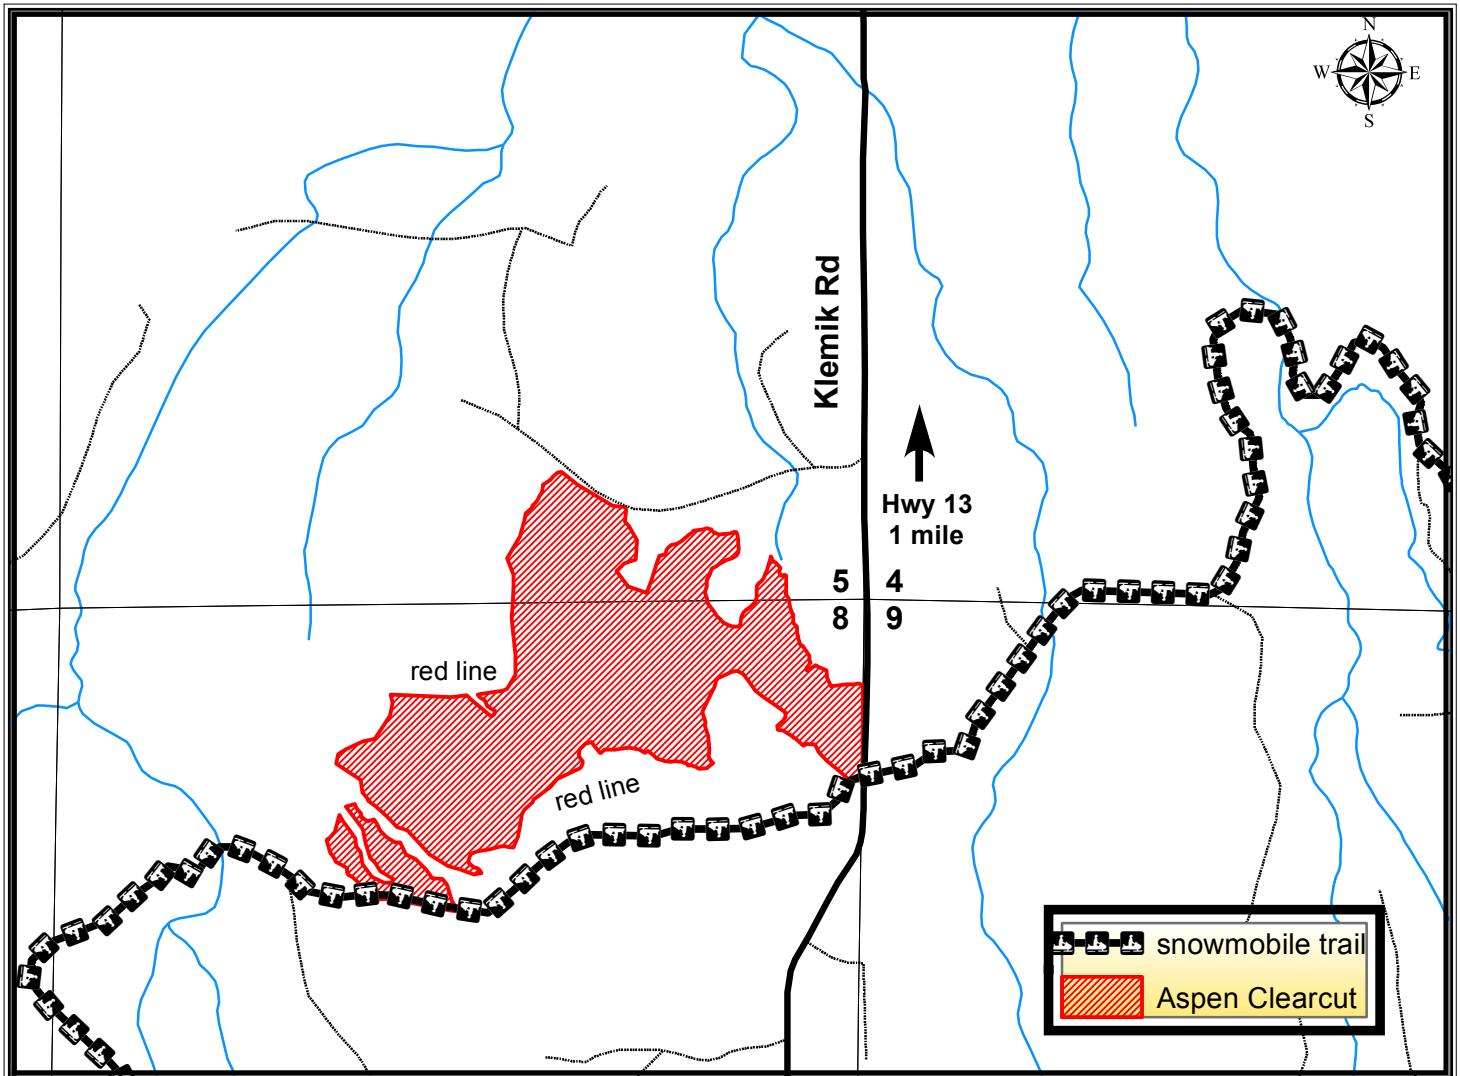 N
W E
S
Klemik Rd
Hwy 13
1 mile
5 4
8 9
red line
red line
snowmobile trail
Aspen Clearcut